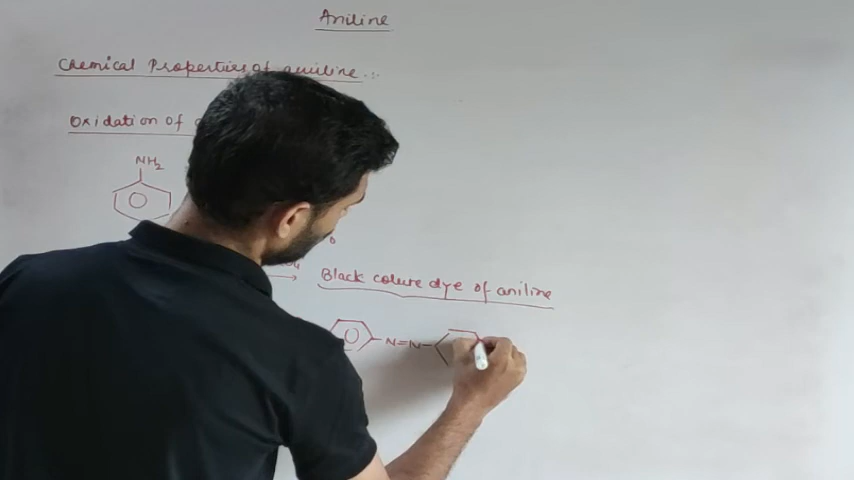 Aniline
Chemical Properties of aniline...
Oxidation of
NH2
Black colure dye of aniline
N=N